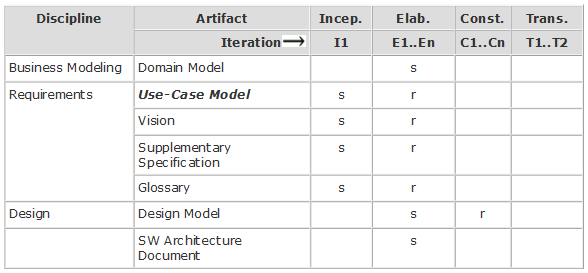 Discipline Artifact Incep. Elab. Const. Trans.
Iteration → I1 E1..En C1..Cn T1..T2
Business Modeling Domain Model s
Requirements Use-Case Model s r
Vision s r
Supplementary s r
Specification
Glossary s r
Design Design Model s r
SW Architecture s
Document